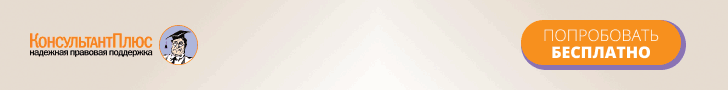 КонсультантПлюс
надежная правовая поддержка
ПОПРОБОВАТЬ
БЕСПЛАТНО